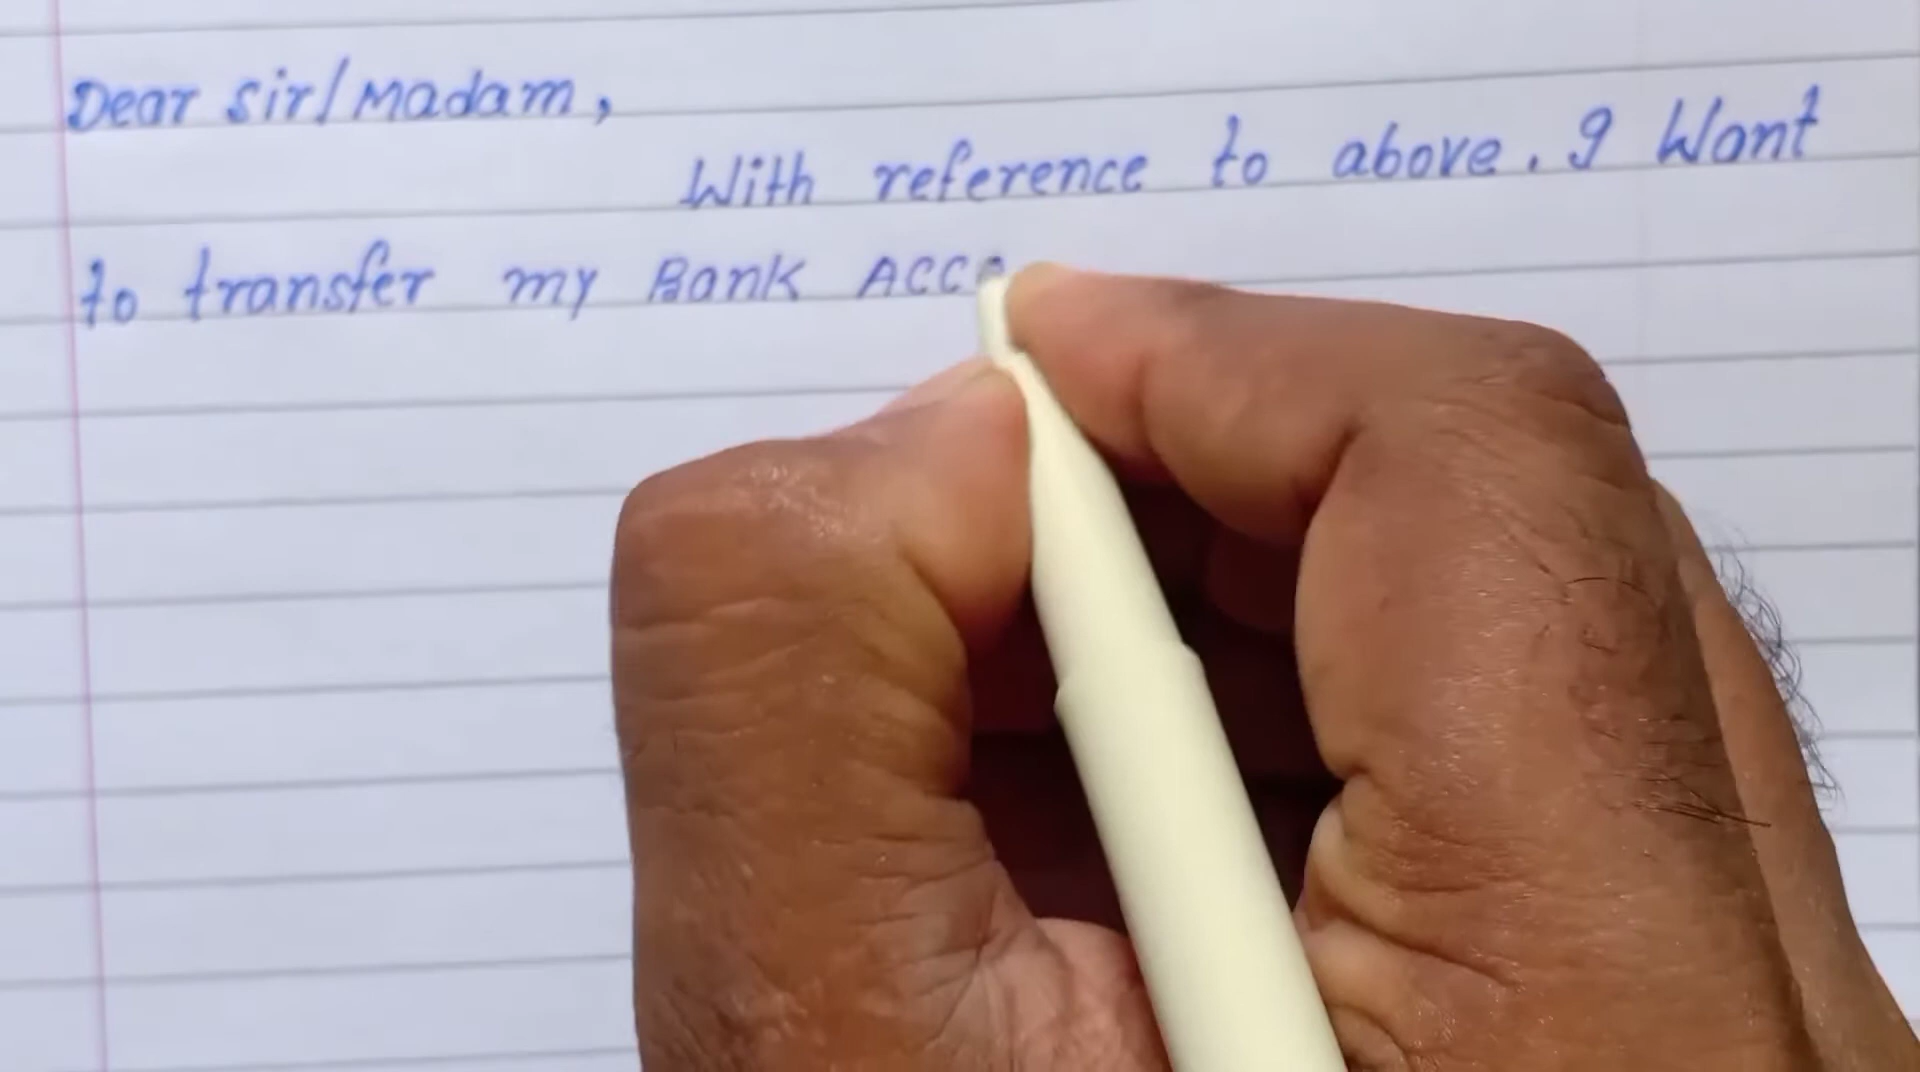 Dear Sir/Madam,
With reference to above. I Want
to transfer my Bank